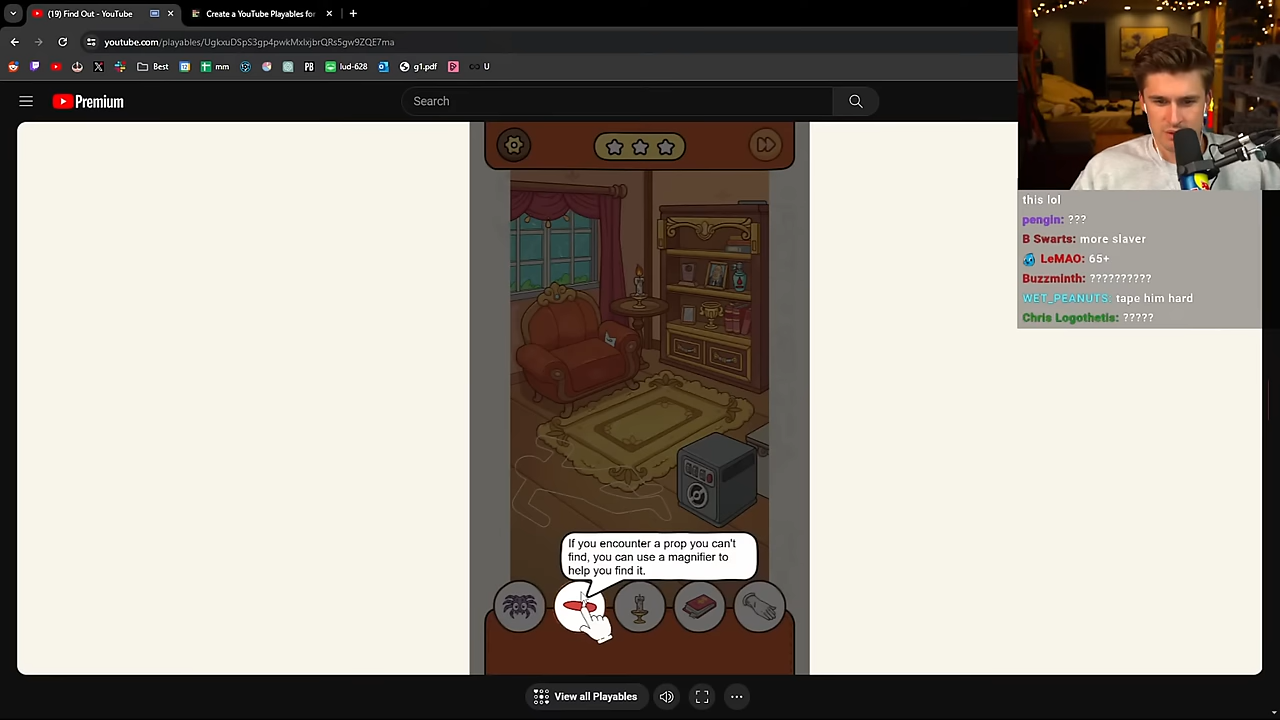 (19) Find Out - YouTube
Create a YouTube Playables for
youtube.com/playables/UgkxuDSpS3gp4pwkMxlxjbrQRs5gw9ZQE7ma
Best
mm
PB
lud-628
g1.pdf
U
Premium
Search
this lol
pengln: ???
B Swarts: more slaver
LeMAO: 65+
Buzzminth: ??????????
WET_PEANUTS: tape him hard
Chris Logothetis: ?????
If you encounter a prop you can't
find, you can use a magnifier to
help you find it.
View all Playables